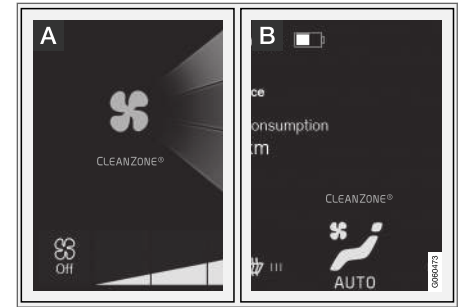 A
CLEANZONE®
Off
B
ce
onsumption
km
CLEANZONE®
AUTO
G060473